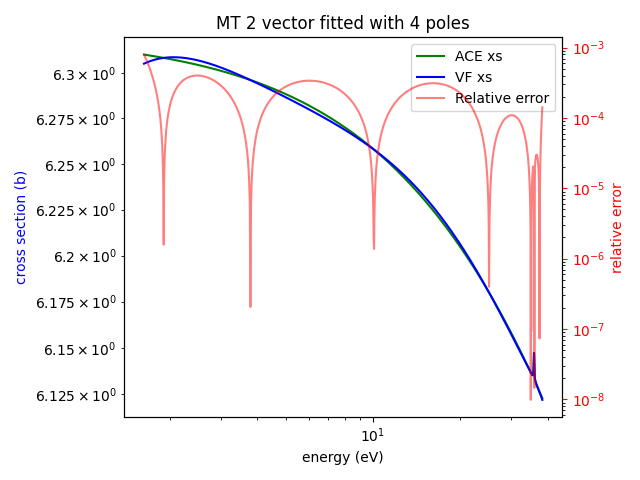 MT 2 vector fitted with 4 poles
ACE xs
VF xs
Relative error
6.3 × 10⁰
6.275 × 10⁰
6.25 × 10⁰
6.225 × 10⁰
6.2 × 10⁰
6.175 × 10⁰
6.15 × 10⁰
6.125 × 10⁰
cross section (b)
10⁻³
10⁻⁴
10⁻⁵
10⁻⁶
10⁻⁷
10⁻⁸
relative error
10¹
energy (eV)